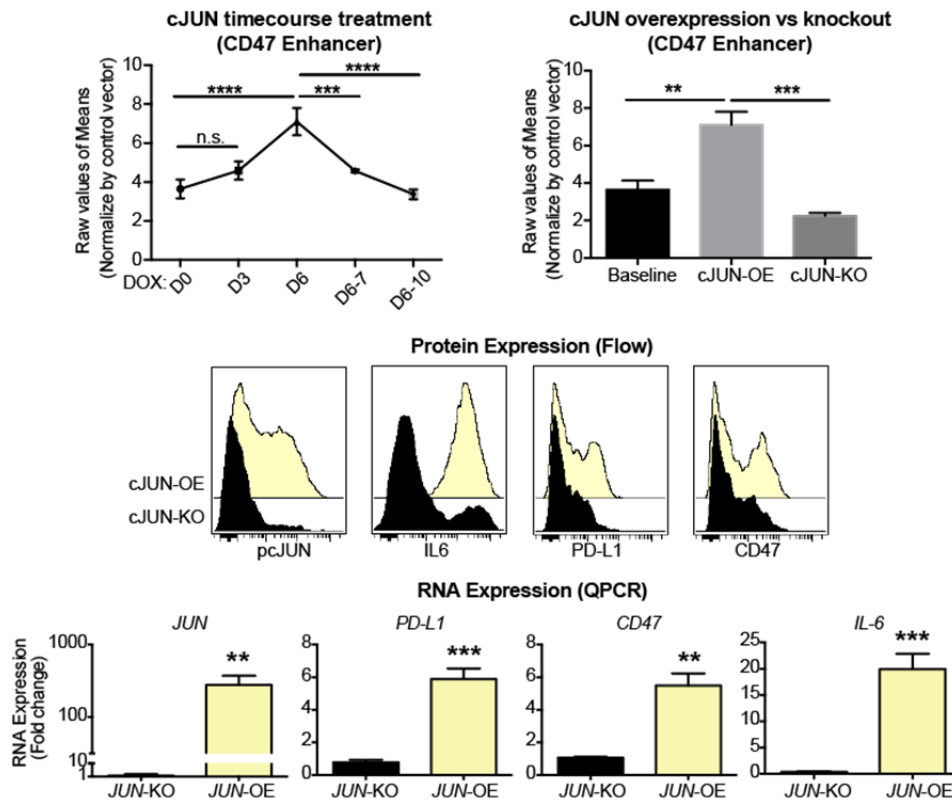 cJUN timecourse treatment
(CD47 Enhancer)
Raw values of Means
(Normalize by control vector)
10
8
6
4
2
0
****
****
***
n.s.
DOX:
D0
D3
D6
D6-7
D6-10
cJUN overexpression vs knockout
(CD47 Enhancer)
Raw values of Means
(Normalize by control vector)
10
8
6
4
2
0
**
***
Baseline
cJUN-OE
cJUN-KO
Protein Expression (Flow)
cJUN-OE
cJUN-KO
pcJUN
IL6
PD-L1
CD47
RNA Expression (QPCR)
RNA Expression
(Fold change)
JUN
1000
100
10
1
**
JUN-KO
JUN-OE
PD-L1
8
6
4
2
0
***
JUN-KO
JUN-OE
CD47
8
6
4
2
0
**
JUN-KO
JUN-OE
IL-6
25
20
15
10
5
0
***
JUN-KO
JUN-OE